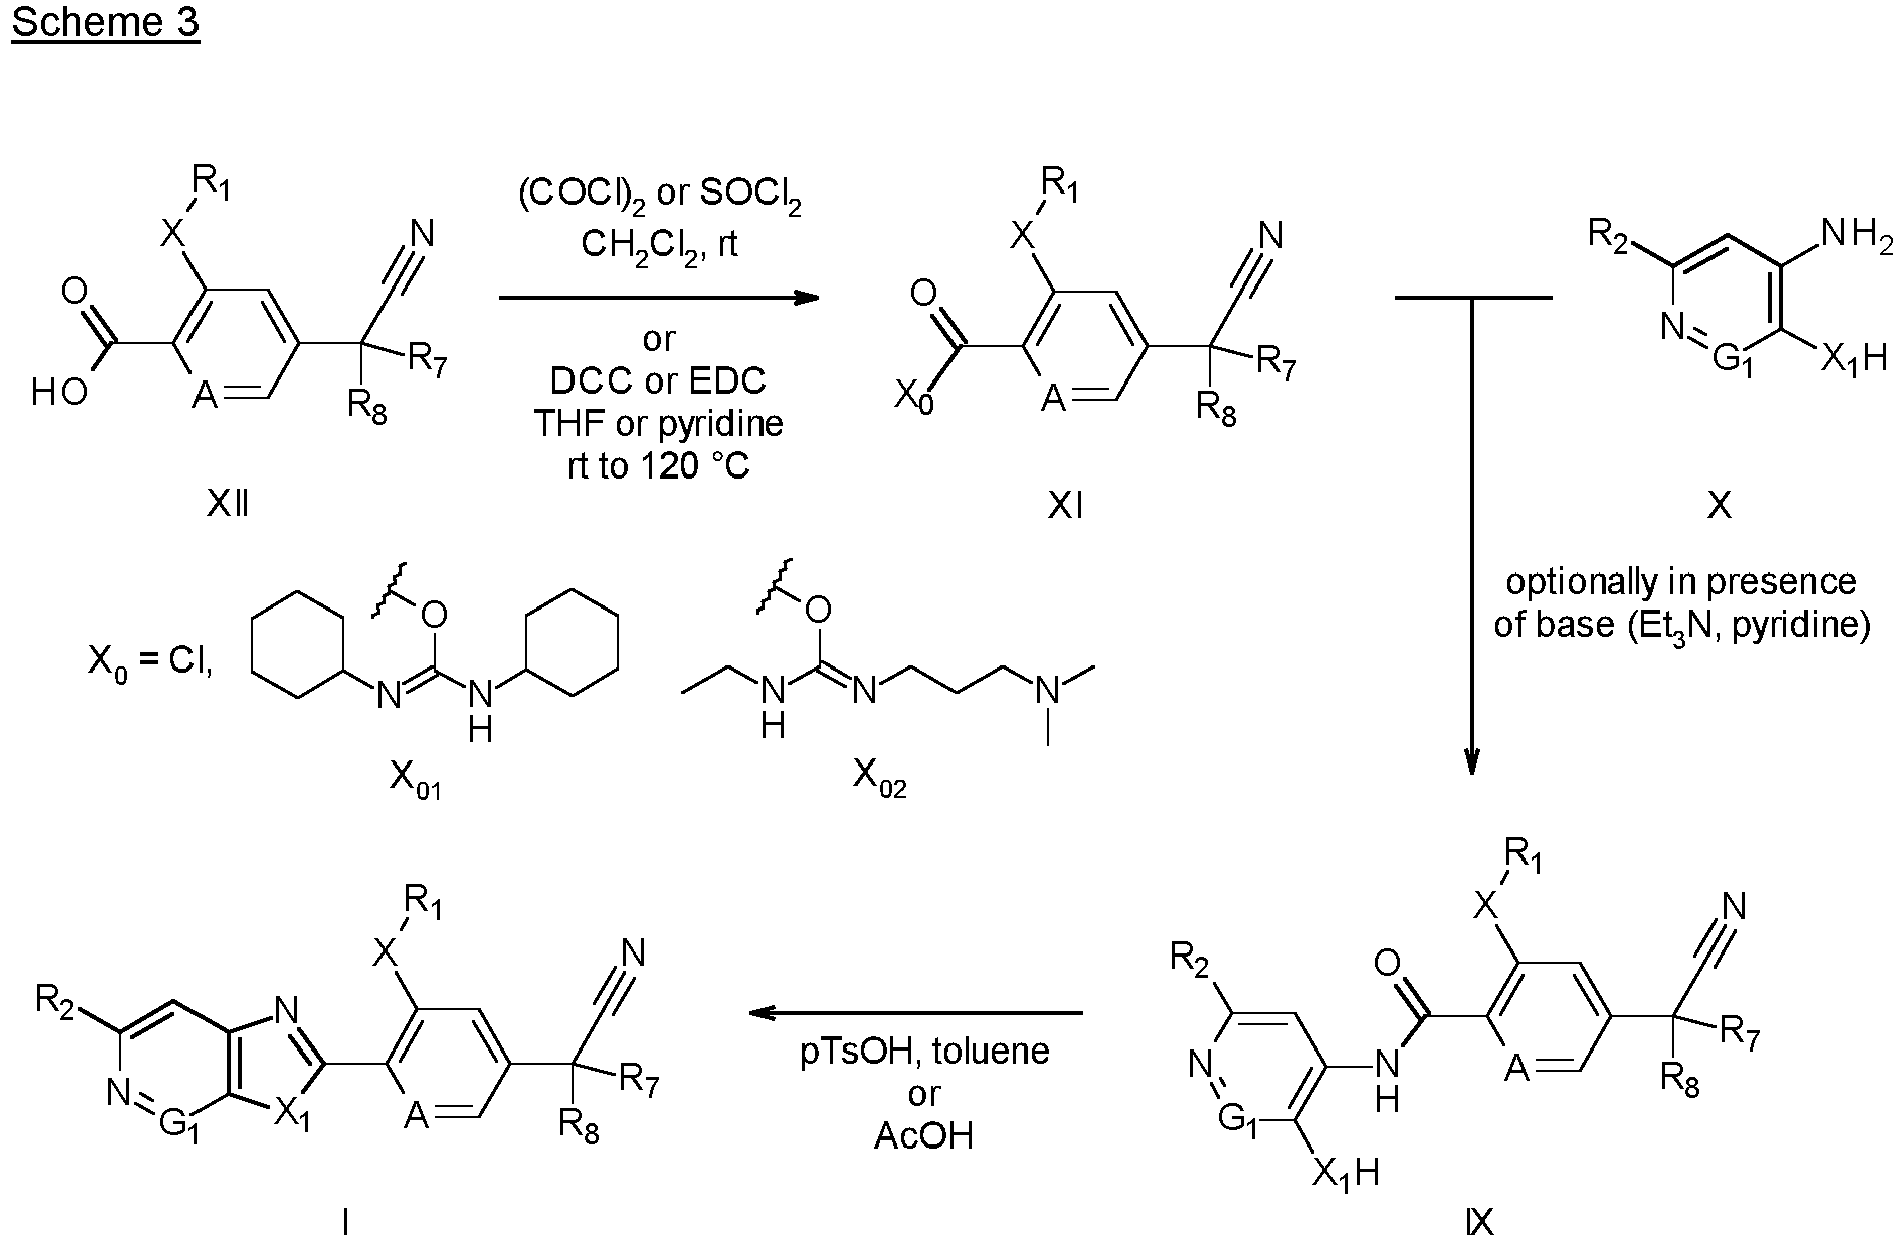 Scheme 3
R1
X
N
O
HO
A
R7
R8
XII
(COCl)2 or SOCl2
CH2Cl2, rt
or
DCC or EDC
THF or pyridine
rt to 120 °C
R1
X
N
O
X0
A
R7
R8
XI
R2
NH2
N
G1
X1H
X
optionally in presence
of base (Et3N, pyridine)
X0 = Cl,
O
N
N
H
X01
O
N
H
N
N
X02
R1
X
N
R2
N
O
N
G1
N
H
A
R7
R8
X1H
IX
pTsOH, toluene
or
AcOH
R1
X
N
R2
N
N
G1
X1
A
R7
R8
I